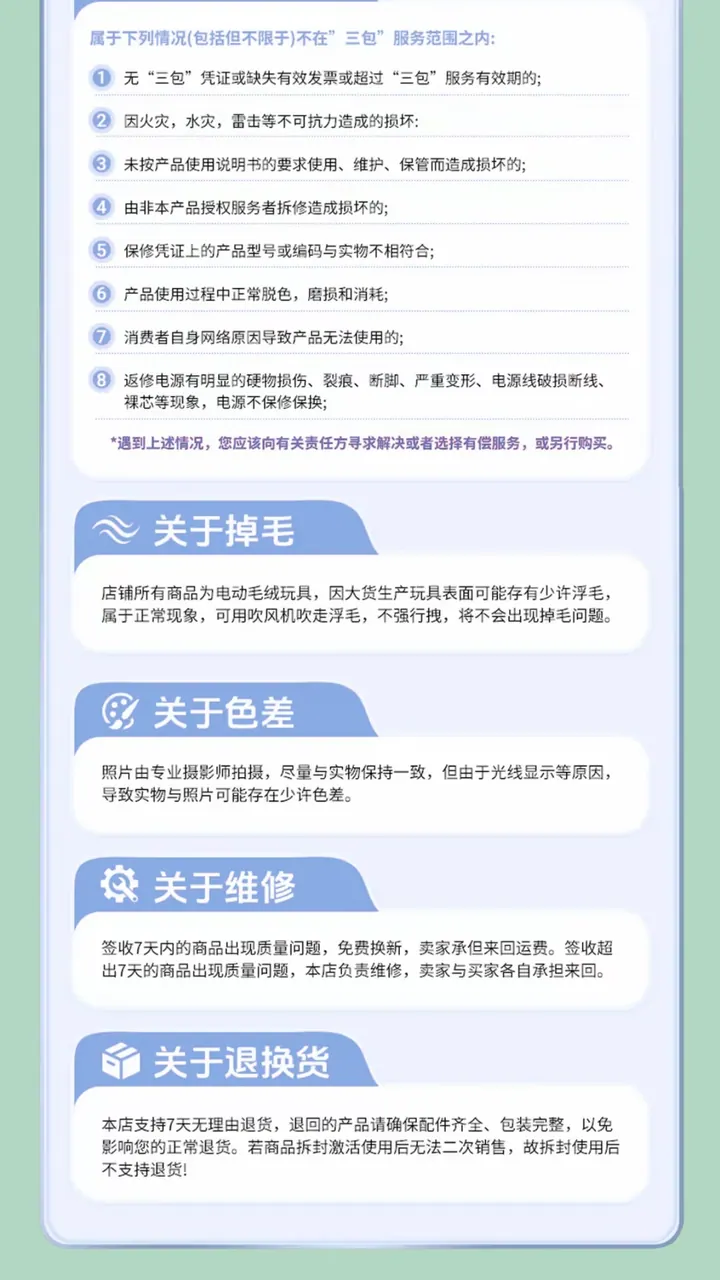 属于下列情况(包括但不限于)不在”三包”服务范围之内:
1 无“三包”凭证或缺失有效发票或超过“三包”服务有效期的;
2 因火灾，水灾，雷击等不可抗力造成的损坏:
3 未按产品使用说明书的要求使用、维护、保管而造成损坏的;
4 由非本产品授权服务者拆修造成损坏的;
5 保修凭证上的产品型号或编码与实物不相符合;
6 产品使用过程中正常脱色，磨损和消耗;
7 消费者自身网络原因导致产品无法使用的;
8 返修电源有明显的硬物损伤、裂痕、断脚、严重变形、电源线破损断线、
裸芯等现象，电源不保修保换;
*遇到上述情况，您应该向有关责任方寻求解决或者选择有偿服务，或另行购买。
关于掉毛
店铺所有商品为电动毛绒玩具，因大货生产玩具表面可能存有少许浮毛，
属于正常现象，可用吹风机吹走浮毛，不强行拽，将不会出现掉毛问题。
关于色差
照片由专业摄影师拍摄，尽量与实物保持一致，但由于光线显示等原因，
导致实物与照片可能存在少许色差。
关于维修
签收7天内的商品出现质量问题，免费换新，卖家承但来回运费。签收超
出7天的商品出现质量问题，本店负责维修，卖家与买家各自承担来回。
关于退换货
本店支持7天无理由退货，退回的产品请确保配件齐全、包装完整，以免
影响您的正常退货。若商品拆封激活使用后无法二次销售，故拆封使用后
不支持退货!